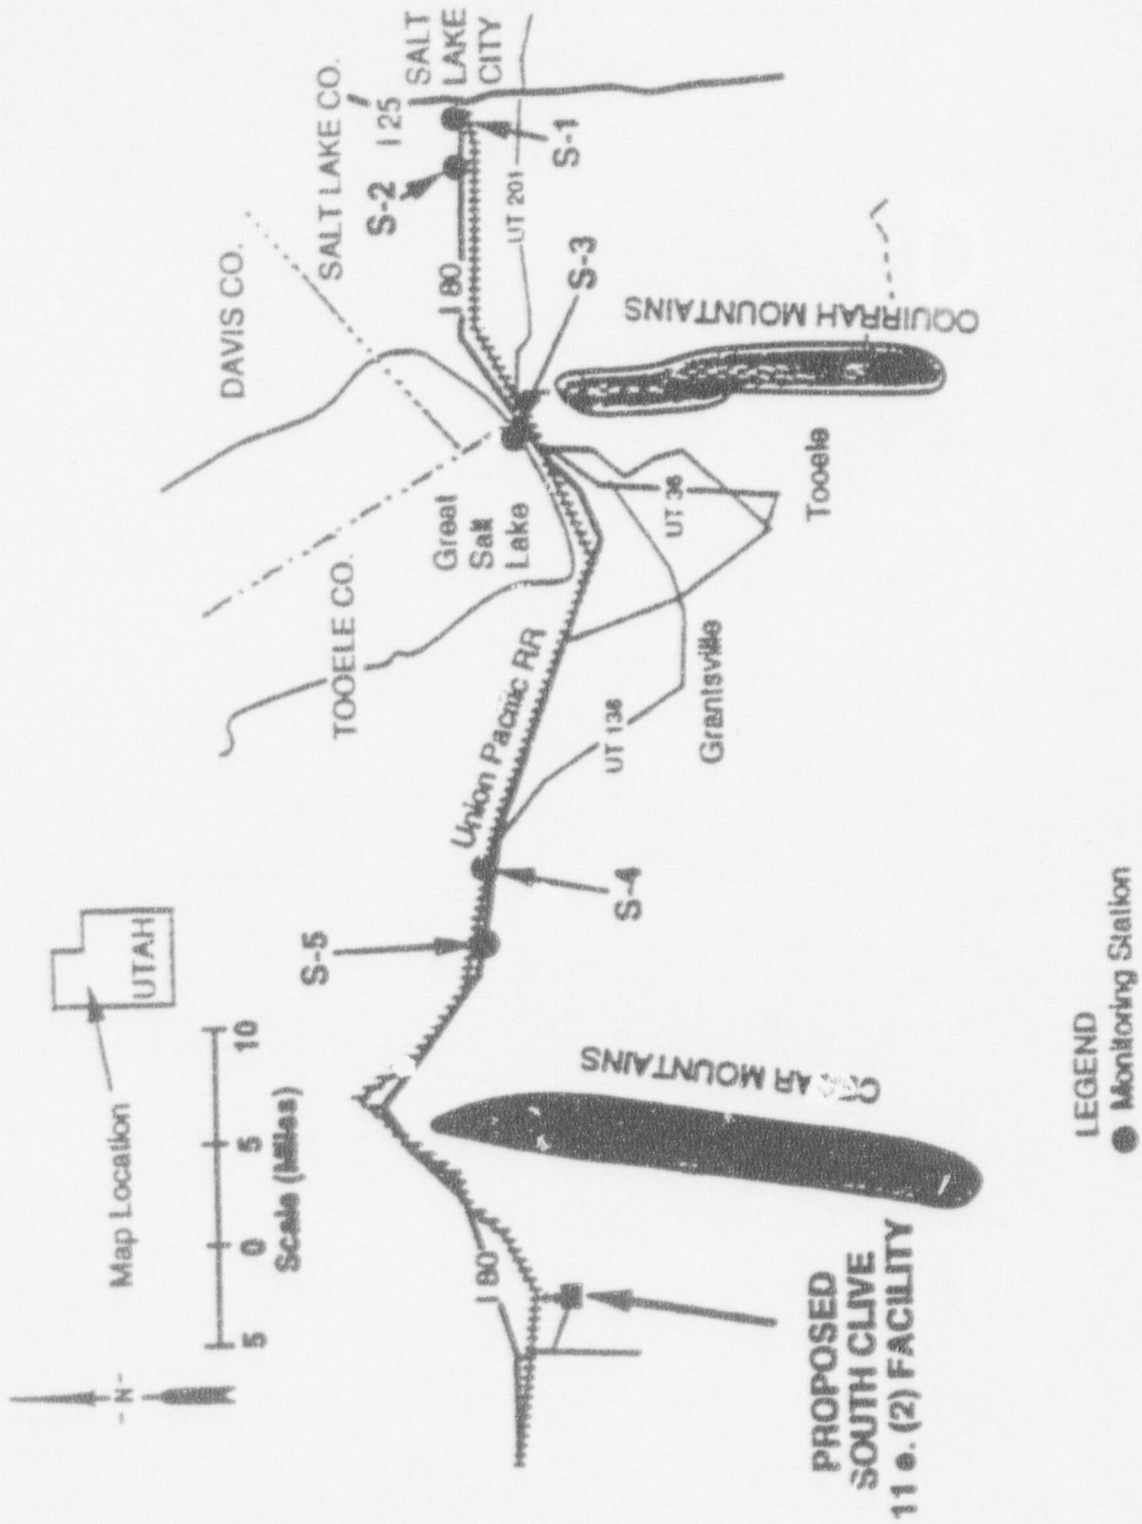 - N -
5 0 5 10
Scale (Miles)
Map Location
UTAH
DAVIS CO.
SALT LAKE CO.
I 25
SALT
LAKE
CITY
TOOELE CO.
Great
Salt
Lake
I 80
S-2
S-1
UT 201
S-3
OQUIRRAH MOUNTAINS
Union Pacific RR
UT 36
Tooele
UT 138
Grantsville
S-5
S-4
I 80
MOUNTAINS
PROPOSED
SOUTH CLIVE
11 e. (2) FACILITY
LEGEND
Monitoring Station